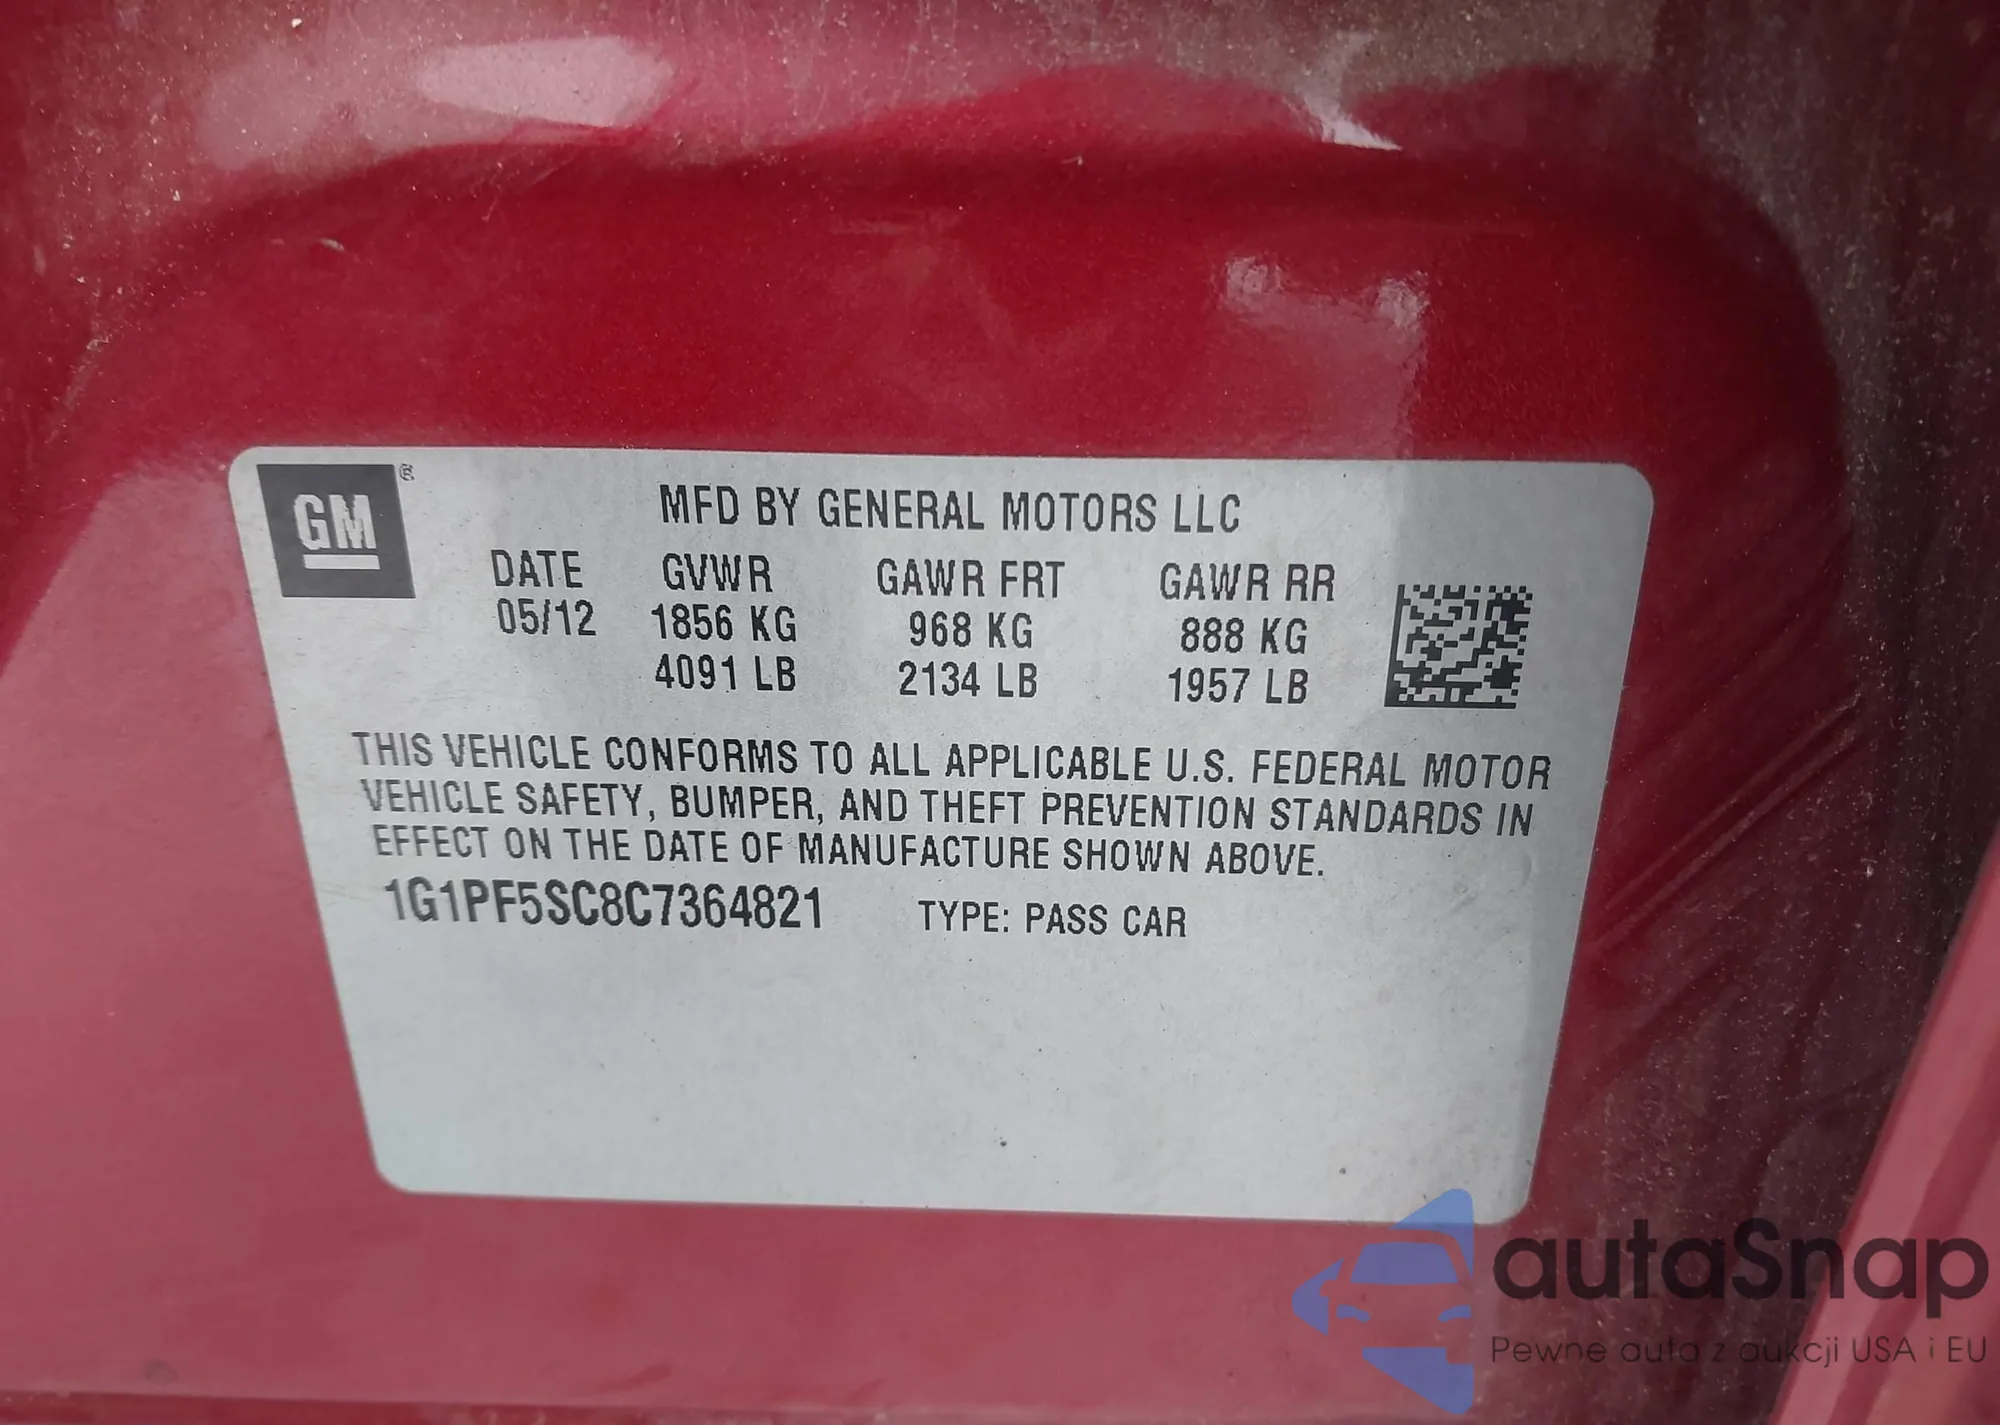 GM ®
MFD BY GENERAL MOTORS LLC
DATE GVWR GAWR FRT GAWR RR
05/12 1856 KG 968 KG 888 KG
4091 LB 2134 LB 1957 LB
THIS VEHICLE CONFORMS TO ALL APPLICABLE U.S. FEDERAL MOTOR
VEHICLE SAFETY, BUMPER, AND THEFT PREVENTION STANDARDS IN
EFFECT ON THE DATE OF MANUFACTURE SHOWN ABOVE.
1G1PF5SC8C7364821 TYPE: PASS CAR
autaSnap
Pewne auta z aukcji USA i EU